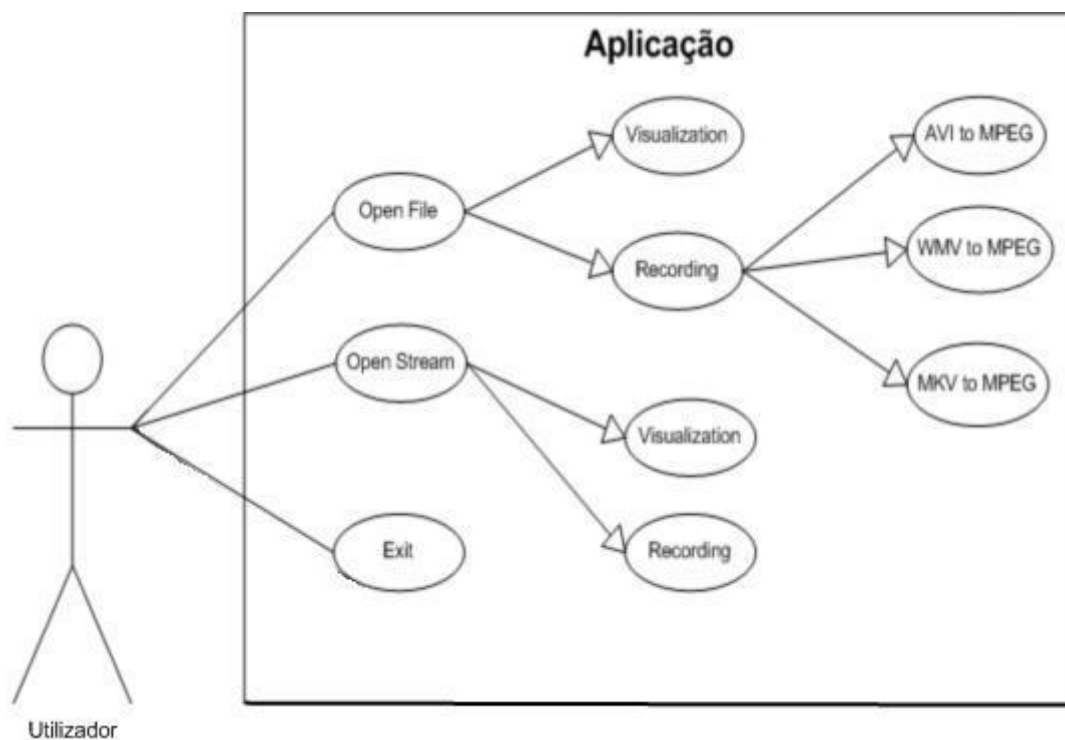 Aplicação
Visualization
AVI to MPEG
Open File
Recording
WMV to MPEG
Open Stream
MKV to MPEG
Visualization
Exit
Recording
Utilizador